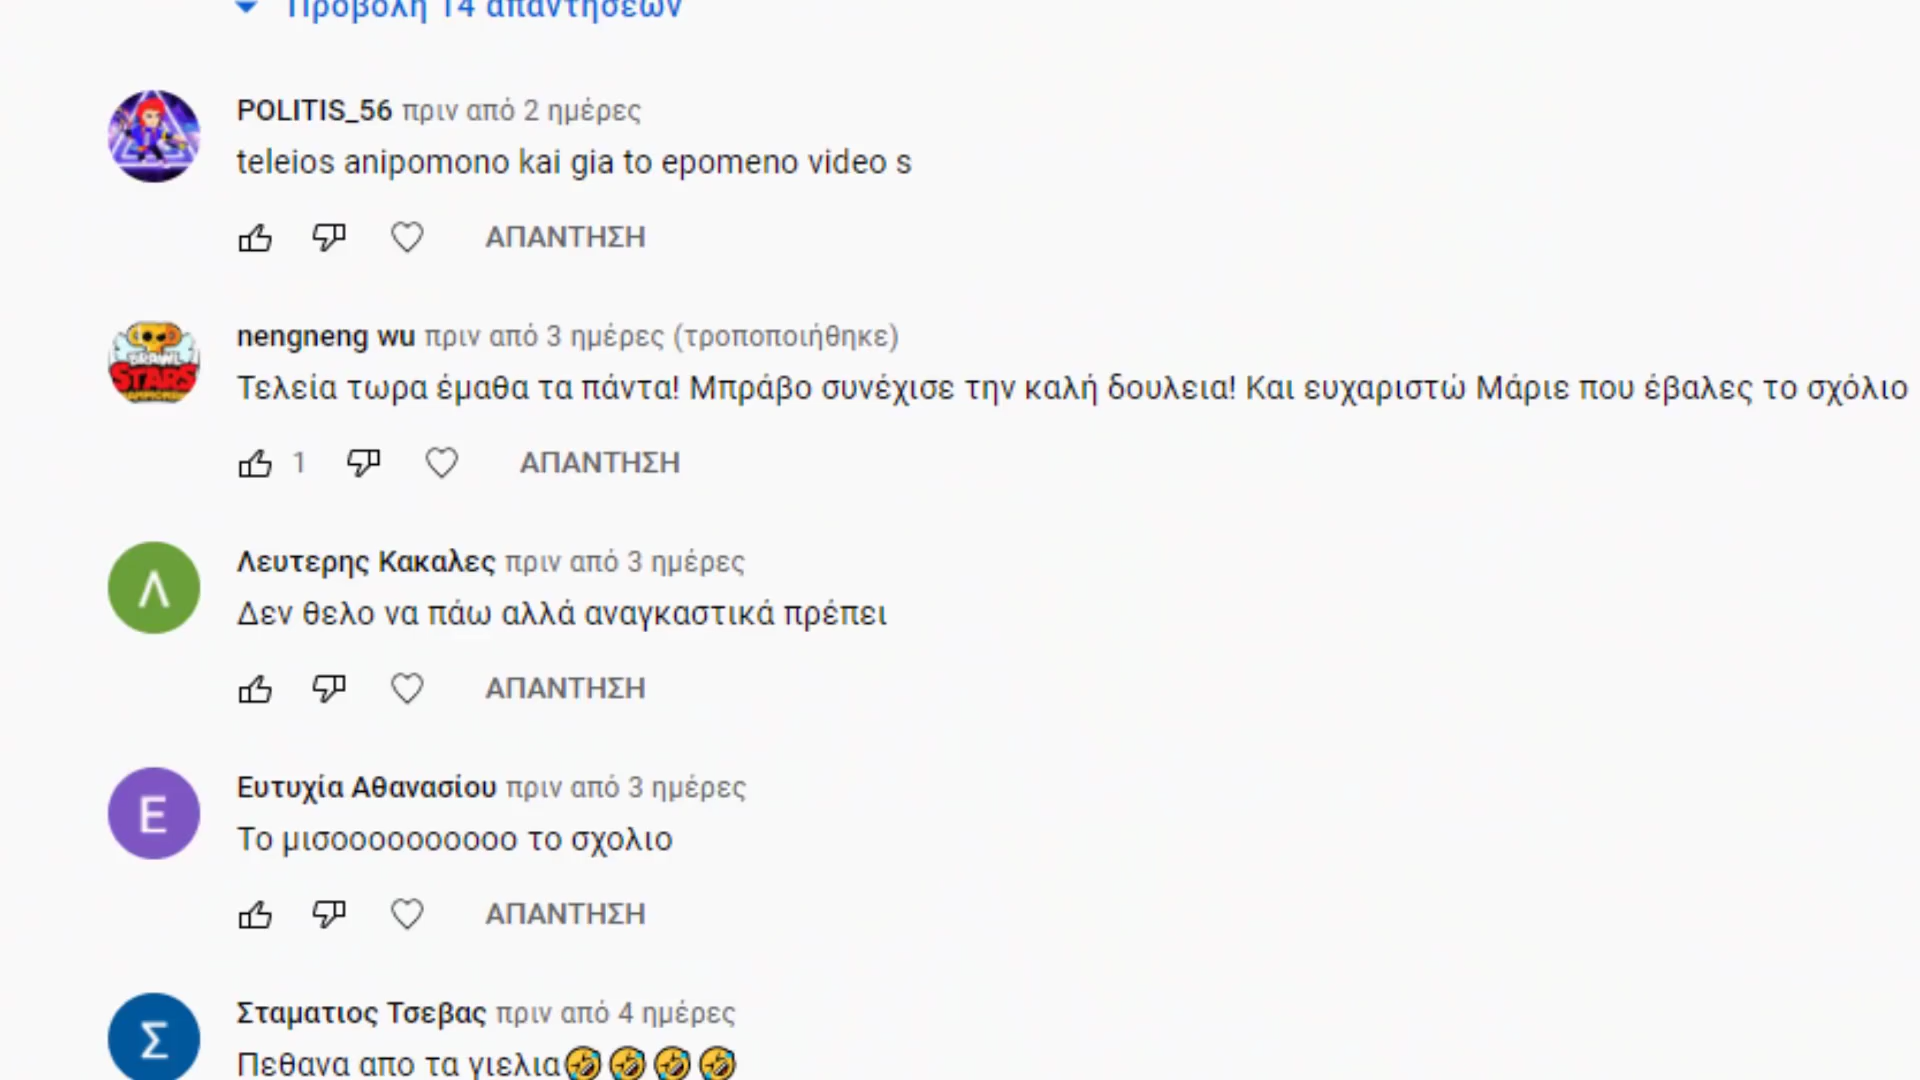 Προβολή 14 απαντήσεων
POLITIS_56 πριν από 2 ημέρες
teleios anipomono kai gia to epomeno video s
ΑΠΑΝΤΗΣΗ
BRAWL
STARS
nengneng wu πριν από 3 ημέρες (τροποποιήθηκε)
Τελεία τωρα έμαθα τα πάντα! Μπράβο συνέχισε την καλή δουλεια! Και ευχαριστώ Μάριε που έβαλες το σχόλιο
1 ΑΠΑΝΤΗΣΗ
Λ
Λευτερης Κακαλες πριν από 3 ημέρες
Δεν θελο να πάω αλλά αναγκαστικά πρέπει
ΑΠΑΝΤΗΣΗ
Ε
Ευτυχία Αθανασίου πριν από 3 ημέρες
Το μισοοοοοοοοοο το σχολιο
ΑΠΑΝΤΗΣΗ
Σ
Σταματιος Τσεβας πριν από 4 ημέρες
Πεθανα απο τα γιελια🤣🤣🤣🤣